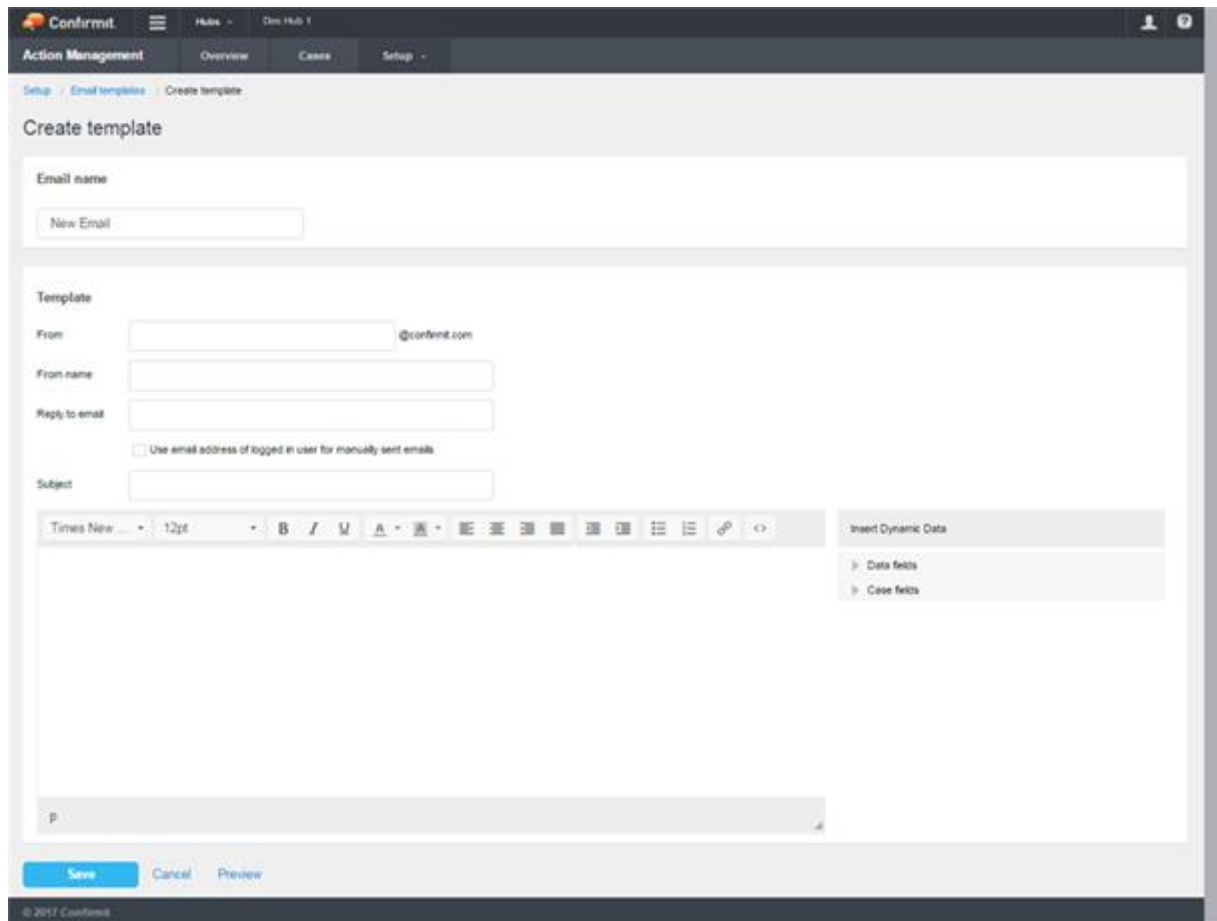 Confirmit Hubs Doc Hub 1
Action Management Overview Cases Setup
Setup / Email templates / Create template
Create template
Email name
New Email
Template
From @confirmit.com
From name
Reply to email
Use email address of logged in user for manually sent emails
Subject
Times New ... 12pt B I U A A Insert Dynamic Data
Data fields
Case fields
p
Save Cancel Preview
© 2017 Confirmit